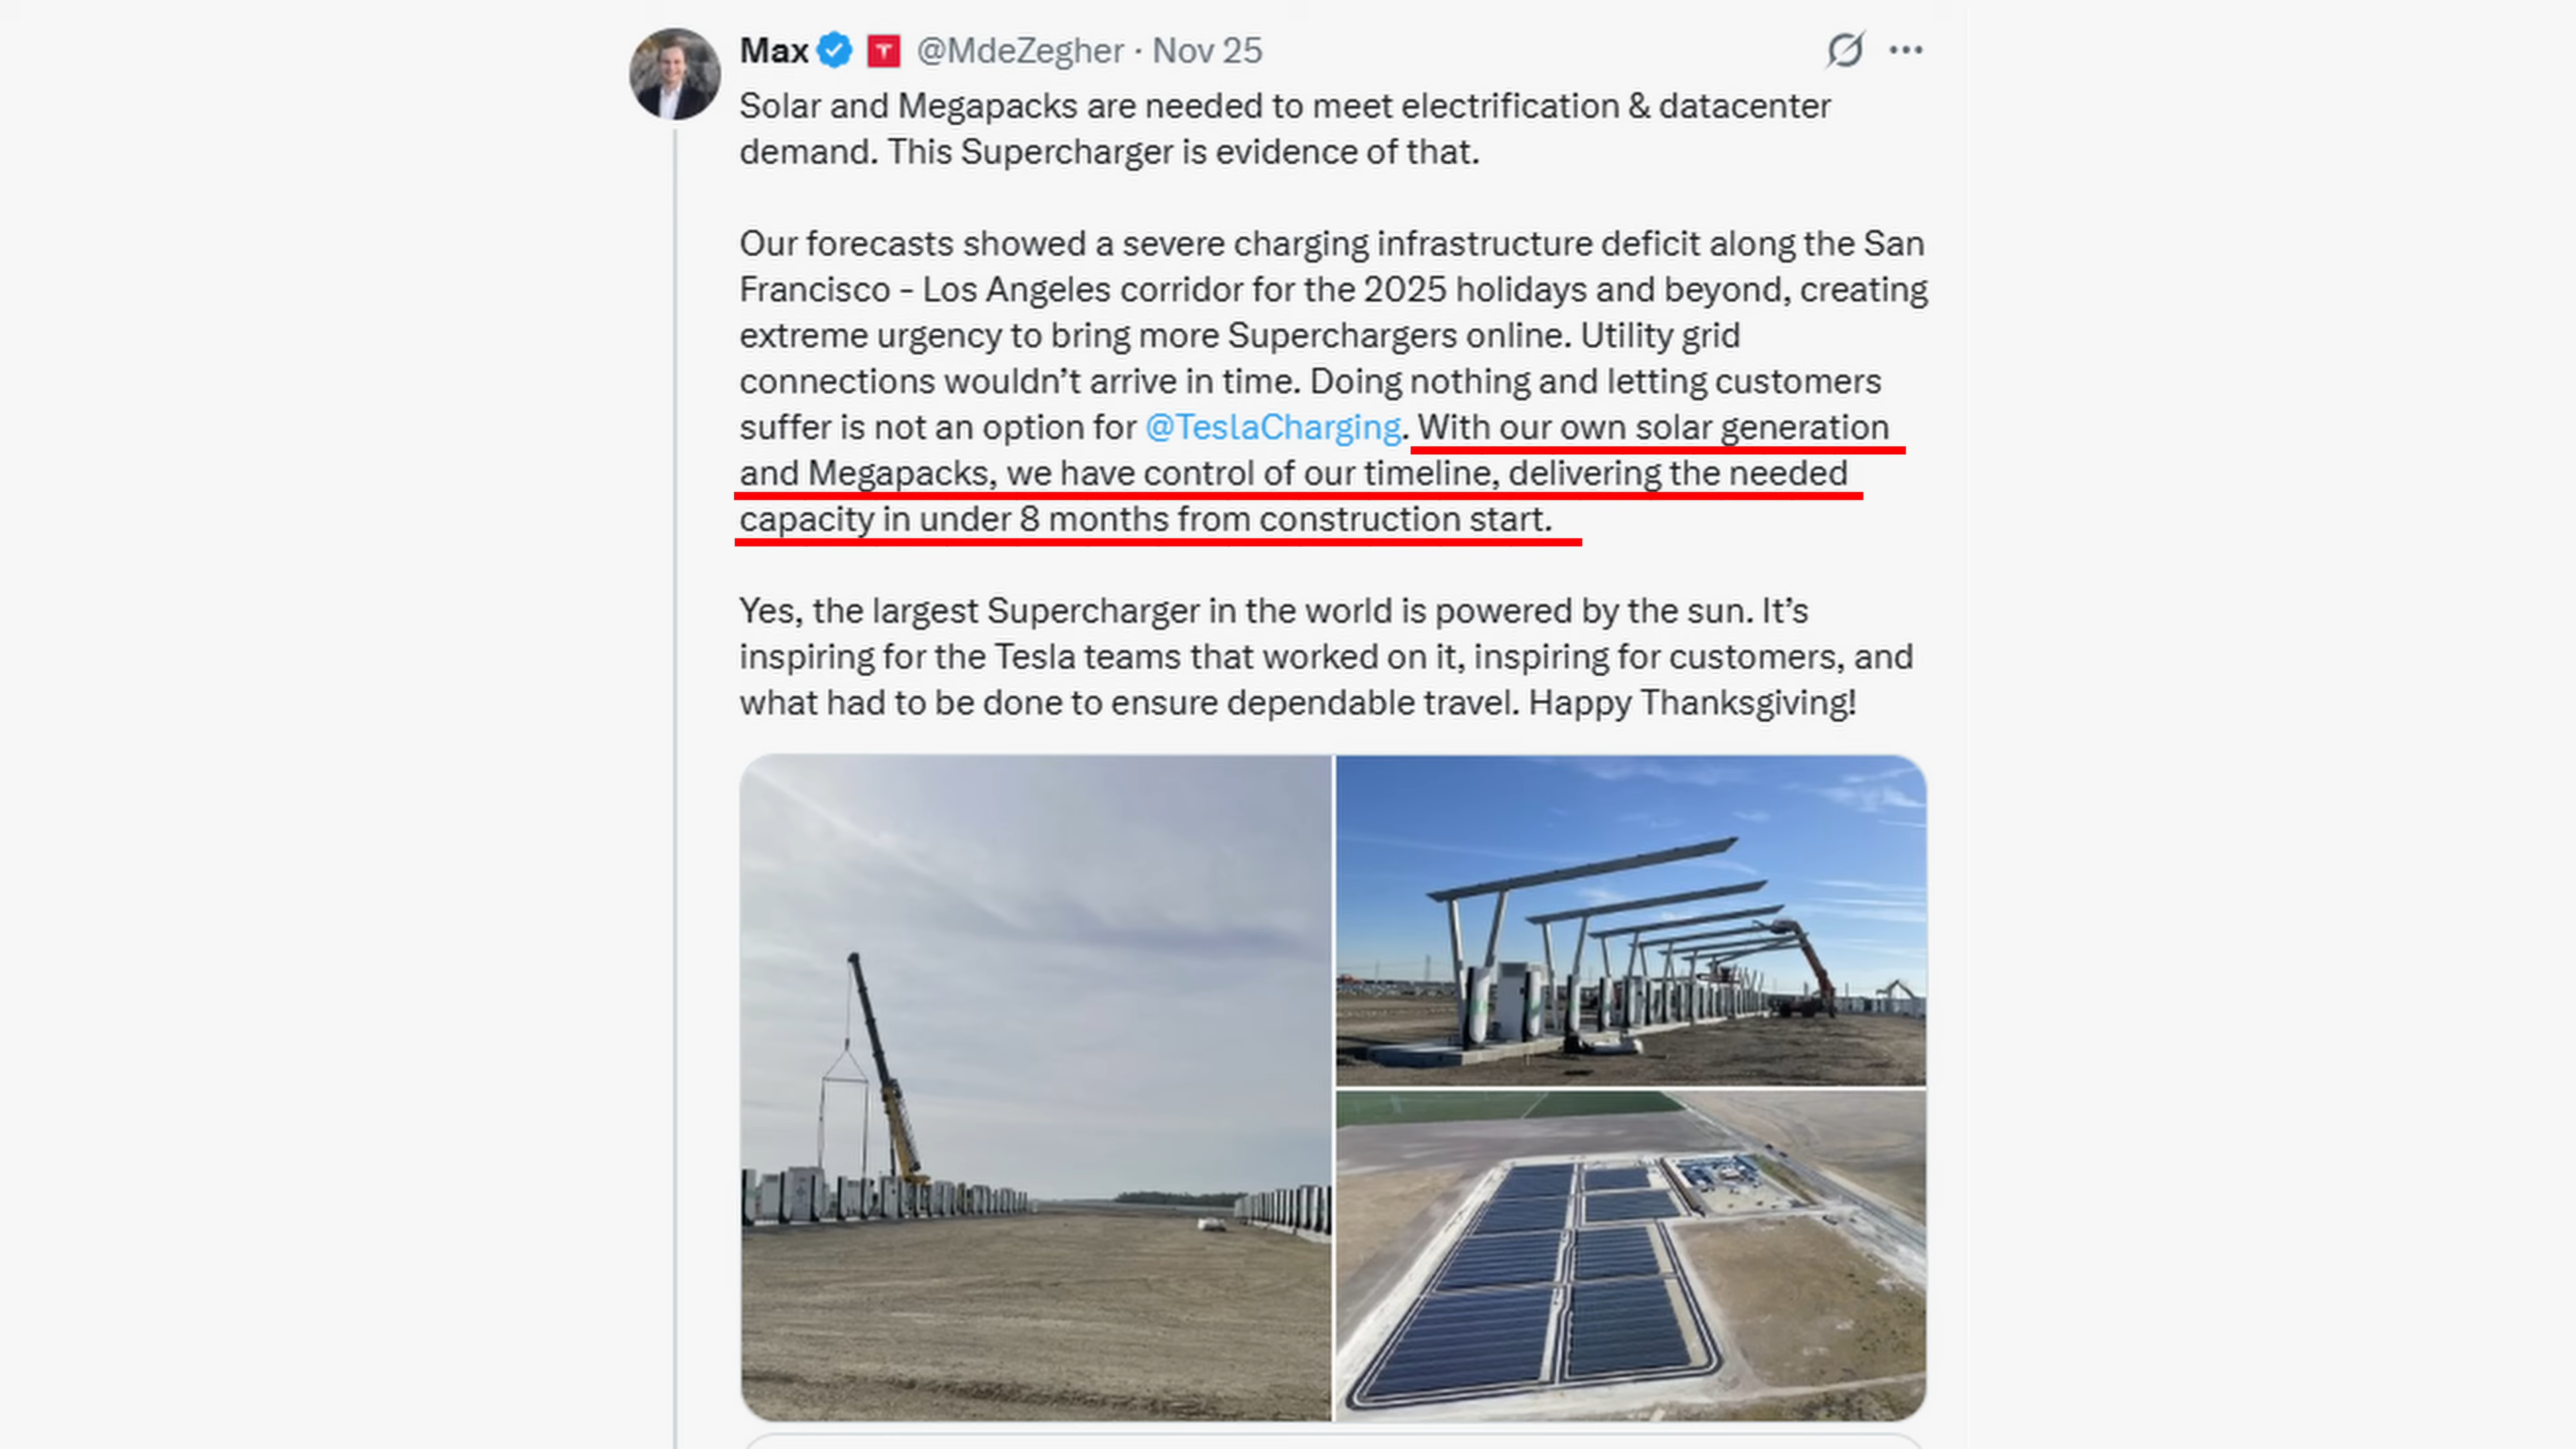 Max @MdeZegher · Nov 25
Solar and Megapacks are needed to meet electrification & datacenter
demand. This Supercharger is evidence of that.
Our forecasts showed a severe charging infrastructure deficit along the San
Francisco - Los Angeles corridor for the 2025 holidays and beyond, creating
extreme urgency to bring more Superchargers online. Utility grid
connections wouldn’t arrive in time. Doing nothing and letting customers
suffer is not an option for @TeslaCharging. With our own solar generation
and Megapacks, we have control of our timeline, delivering the needed
capacity in under 8 months from construction start.
Yes, the largest Supercharger in the world is powered by the sun. It’s
inspiring for the Tesla teams that worked on it, inspiring for customers, and
what had to be done to ensure dependable travel. Happy Thanksgiving!